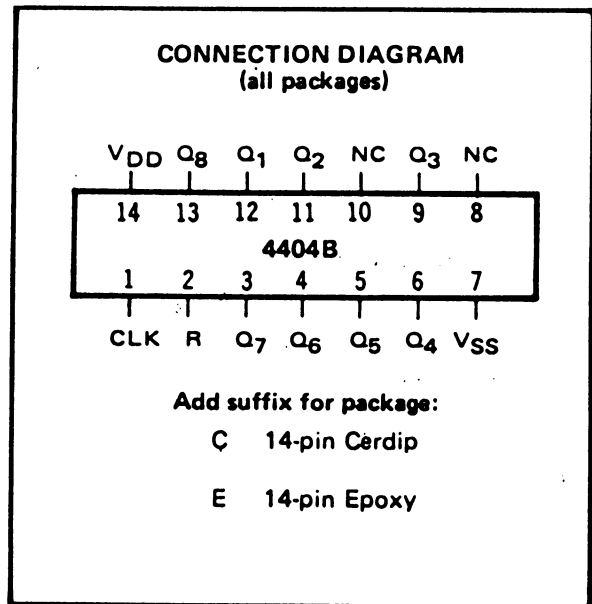 CONNECTION DIAGRAM
(all packages)
VDD Q8 Q1 Q2 NC Q3 NC
14 13 12 11 10 9 8
4404B
1 2 3 4 5 6 7
CLK R Q7 Q6 Q5 Q4 VSS
Add suffix for package:
C 14-pin Cerdip
E 14-pin Epoxy